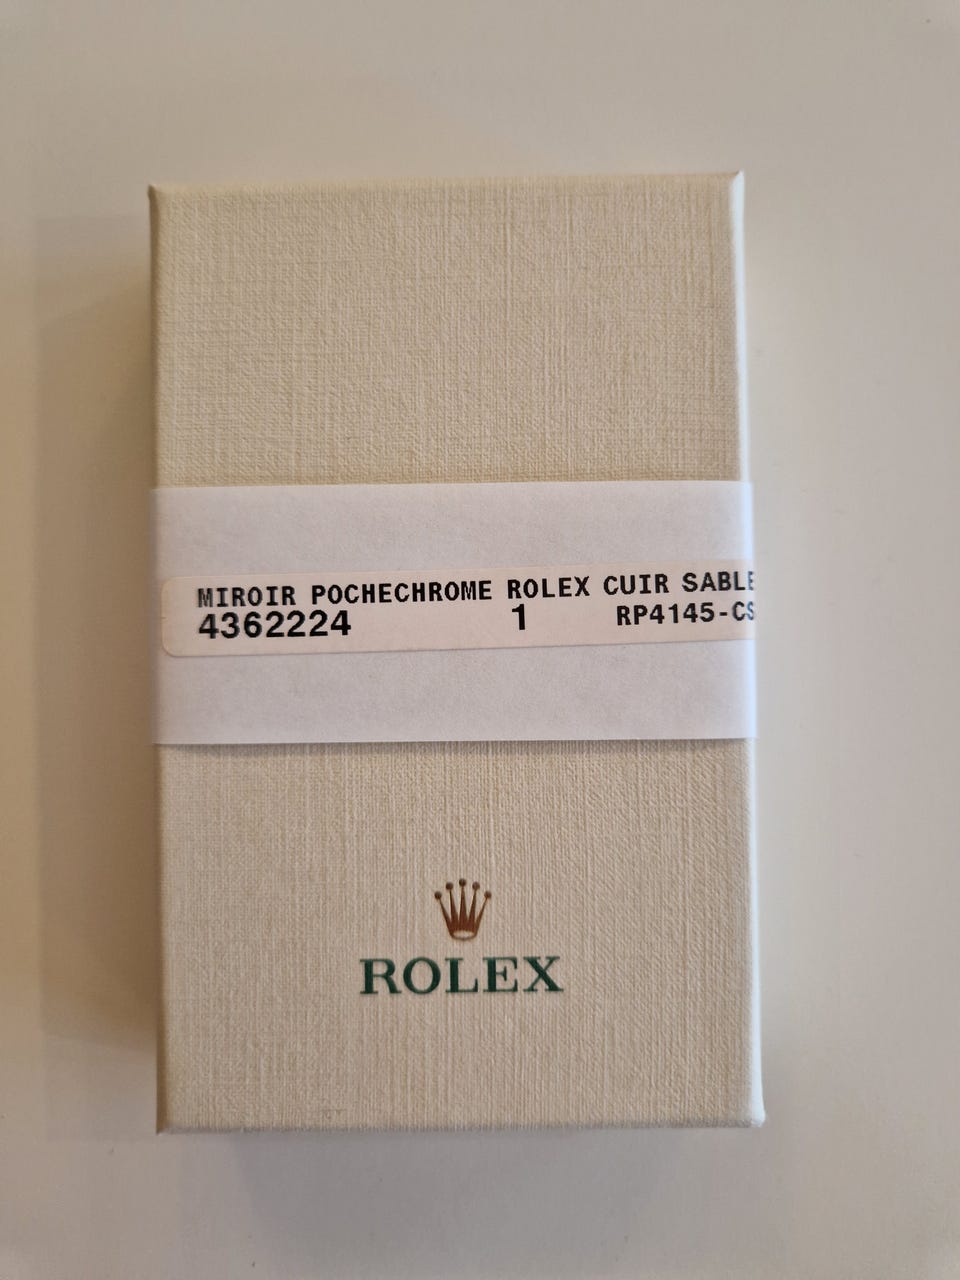 MIROIR POCHECHROME ROLEX CUIR SABLE
4362224 1 RP4145-CS
ROLEX